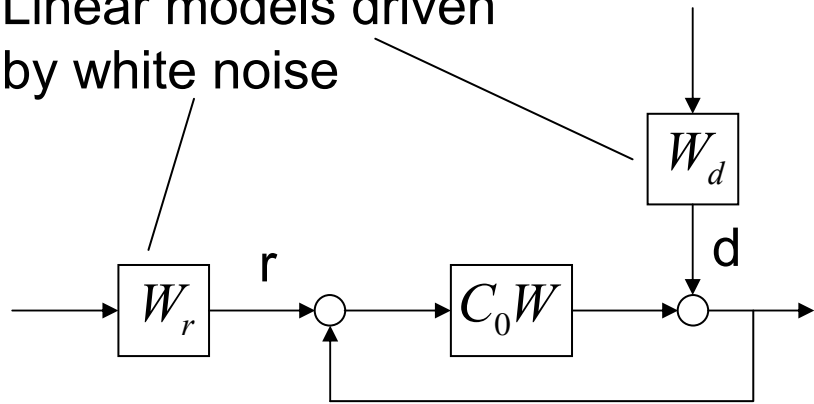 Linear models driven
by white noise
W_d
d
r
W_r
C_0W